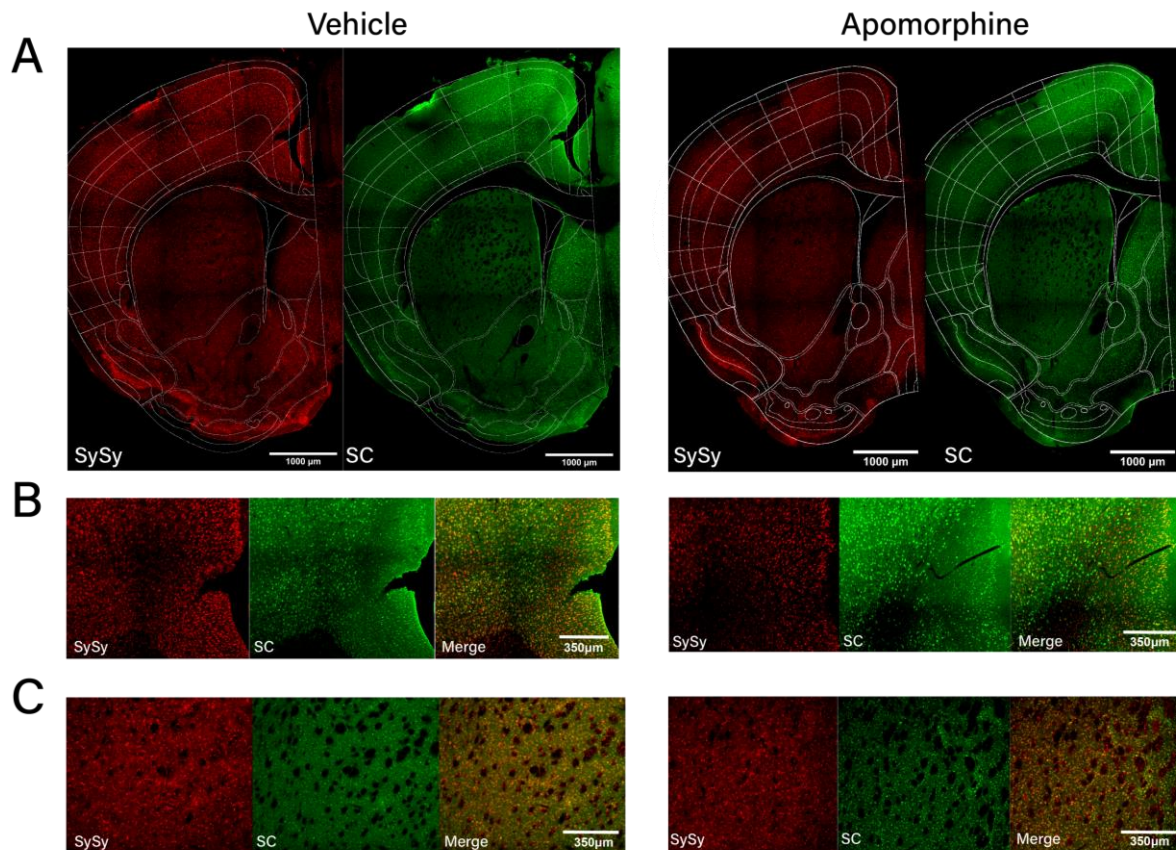 Vehicle
Apomorphine
A
SySy
1000 µm
SC
1000 µm
SySy
1000 µm
SC
1000 µm
B
SySy
SC
Merge
350µm
SySy
SC
Merge
350µm
C
SySy
SC
Merge
350µm
SySy
SC
Merge
350µm